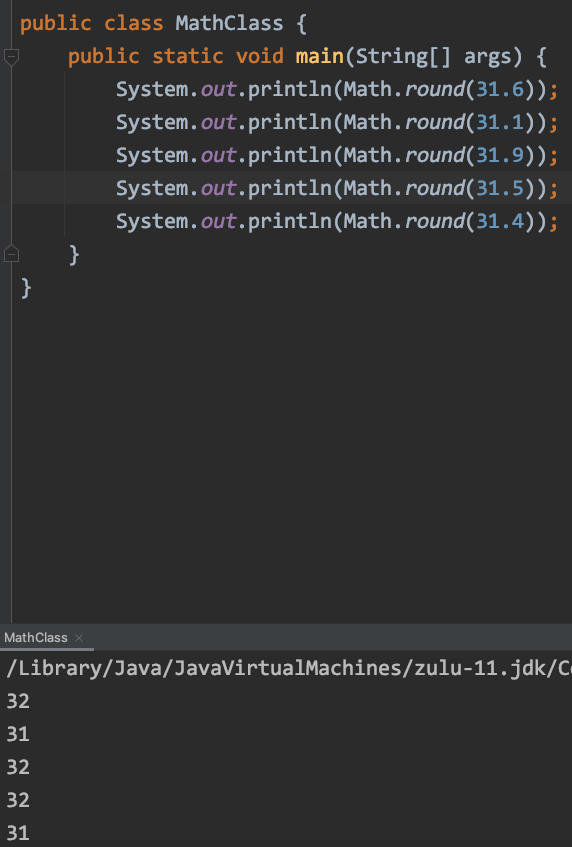 public class MathClass {
public static void main(String[] args) {
System.out.println(Math.round(31.6));
System.out.println(Math.round(31.1));
System.out.println(Math.round(31.9));
System.out.println(Math.round(31.5));
System.out.println(Math.round(31.4));
}
}
MathClass ×
/Library/Java/JavaVirtualMachines/zulu-11.jdk/Co
32
31
32
32
31